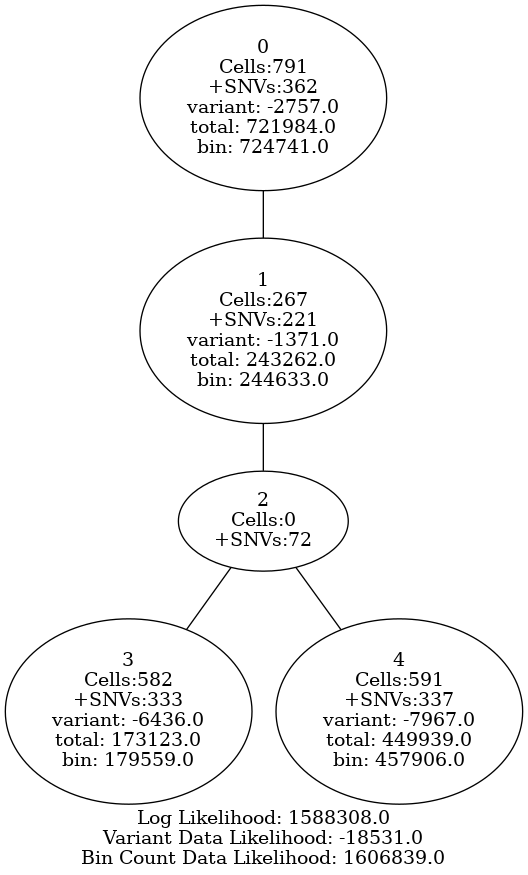 0
Cells:791
+SNVs:362
variant: -2757.0
total: 721984.0
bin: 724741.0
1
Cells:267
+SNVs:221
variant: -1371.0
total: 243262.0
bin: 244633.0
2
Cells:0
+SNVs:72
3
Cells:582
+SNVs:333
variant: -6436.0
total: 173123.0
bin: 179559.0
4
Cells:591
+SNVs:337
variant: -7967.0
total: 449939.0
bin: 457906.0
Log Likelihood: 1588308.0
Variant Data Likelihood: -18531.0
Bin Count Data Likelihood: 1606839.0